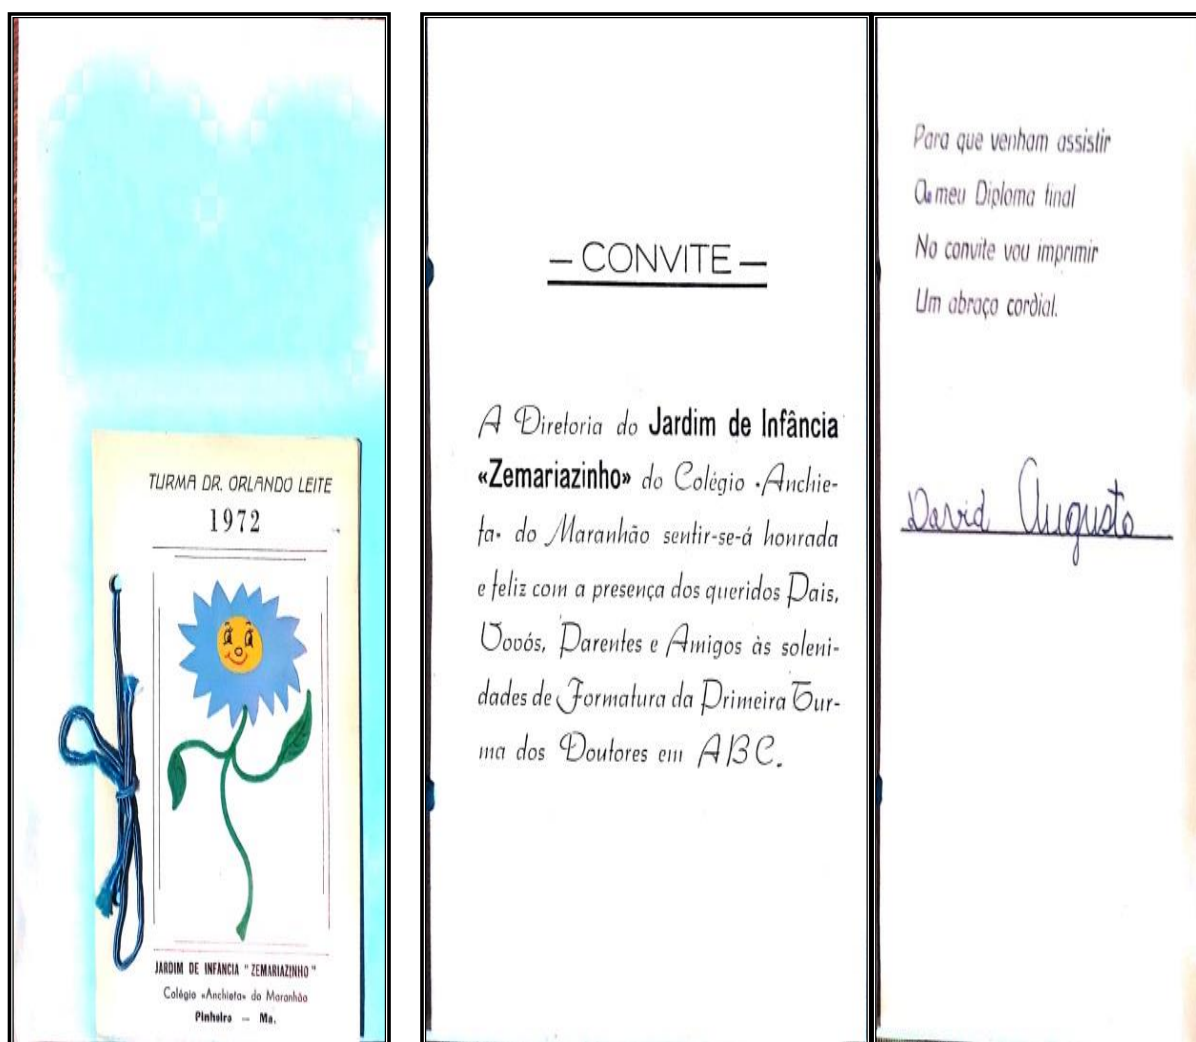 TURMA DR. ORLANDO LEITE
1972
JARDIM DE INFANCIA "ZEMARIAZINHO"
Colégio «Anchieta» do Maranhão
Pinheiro — Ma.
— CONVITE —
A Diretoria do Jardim de Infância
«Zemariazinho» do Colégio «Anchie-
ta» do Maranhão sentir-se-á honrada
e feliz com a presença dos queridos Pais,
Vovós, Parentes e Amigos às soleni-
dades de Formatura da Primeira Tur-
ma dos Doutores em ABC.
Para que venham assistir
Ao meu Diploma final
No convite vou imprimir
Um abraço cordial.
David Augusto